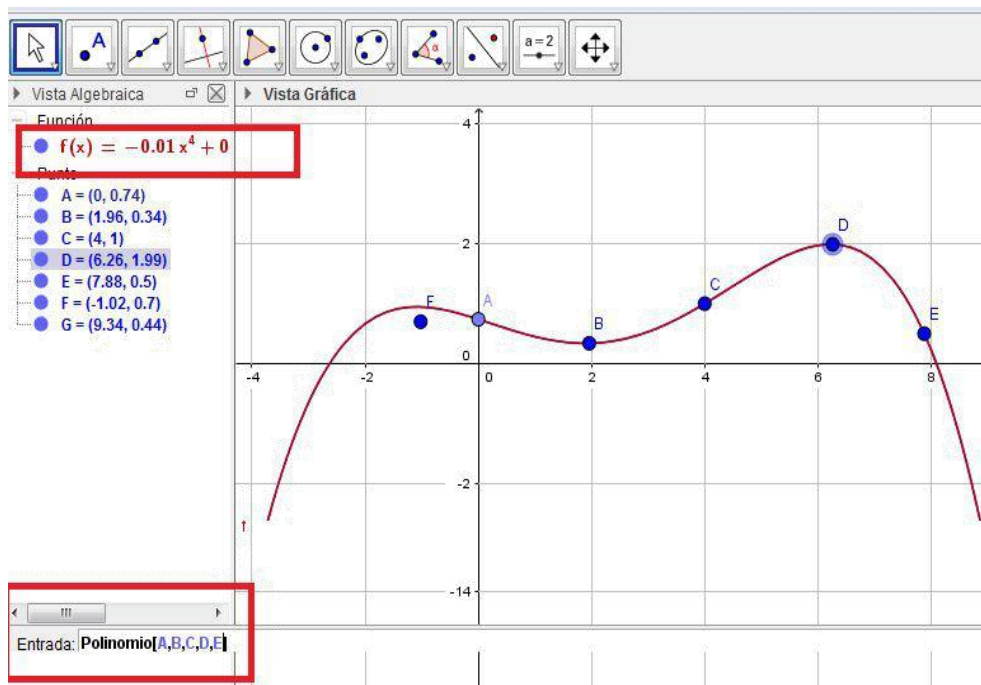 A
α
a=2
Vista Algebraica
Vista Gráfica
Función
f(x) = −0.01 x⁴ + 0
Punto
A = (0, 0.74)
B = (1.96, 0.34)
C = (4, 1)
D = (6.26, 1.99)
E = (7.88, 0.5)
F = (-1.02, 0.7)
G = (9.34, 0.44)
4
2
0
-4
-2
0
2
4
6
8
-2
-14
F
A
B
C
D
E
Entrada: Polinomio[A,B,C,D,E]